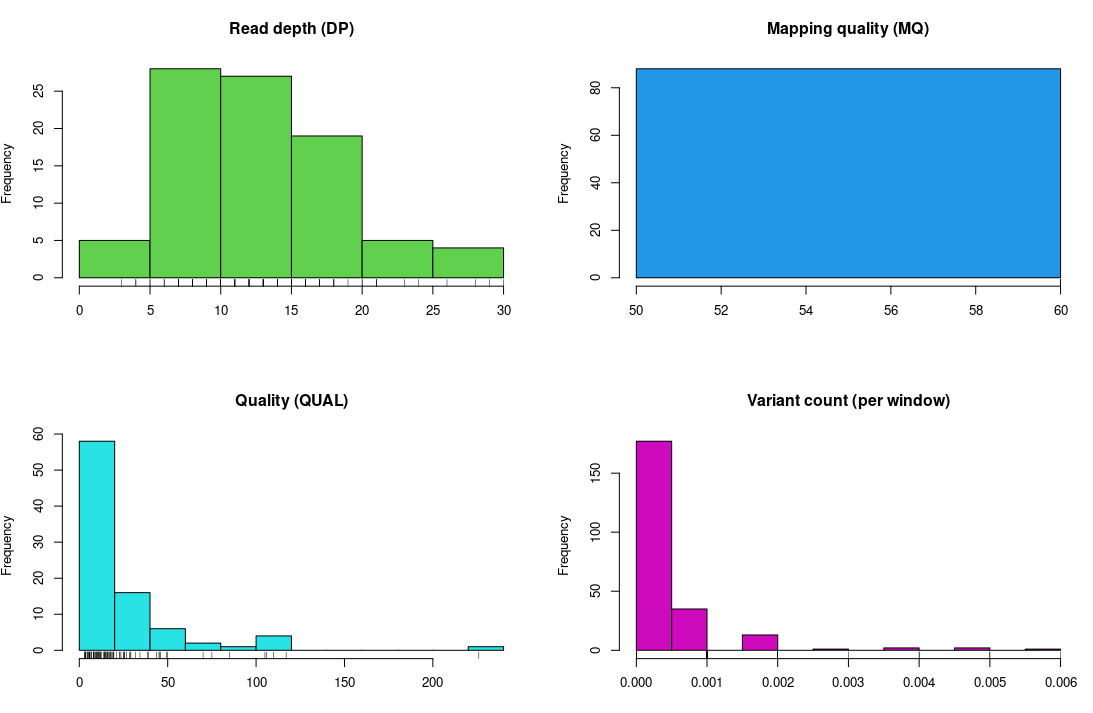 Read depth (DP)
Frequency
0 5 10 15 20 25
0 5 10 15 20 25 30
Mapping quality (MQ)
Frequency
0 20 40 60 80
50 52 54 56 58 60
Quality (QUAL)
Frequency
0 10 20 30 40 50 60
0 50 100 150 200
Variant count (per window)
Frequency
0 50 100 150
0.000 0.001 0.002 0.003 0.004 0.005 0.006